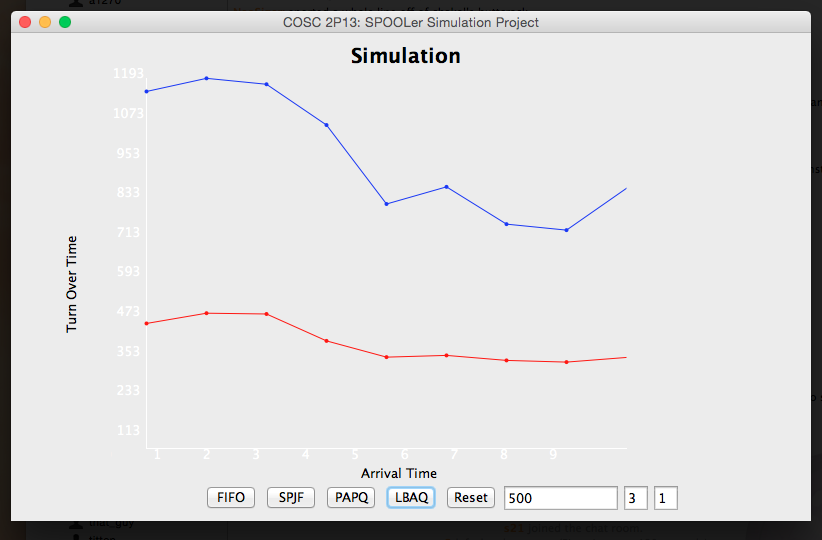 a1270
COSC 2P13: SPOOLer Simulation Project
Simulation
1193
1073
953
833
713
593
473
353
233
113
Turn Over Time
1 2 3 4 5 6 7 8 9
Arrival Time
FIFO SPJF PAPQ LBAQ Reset 500 3 1